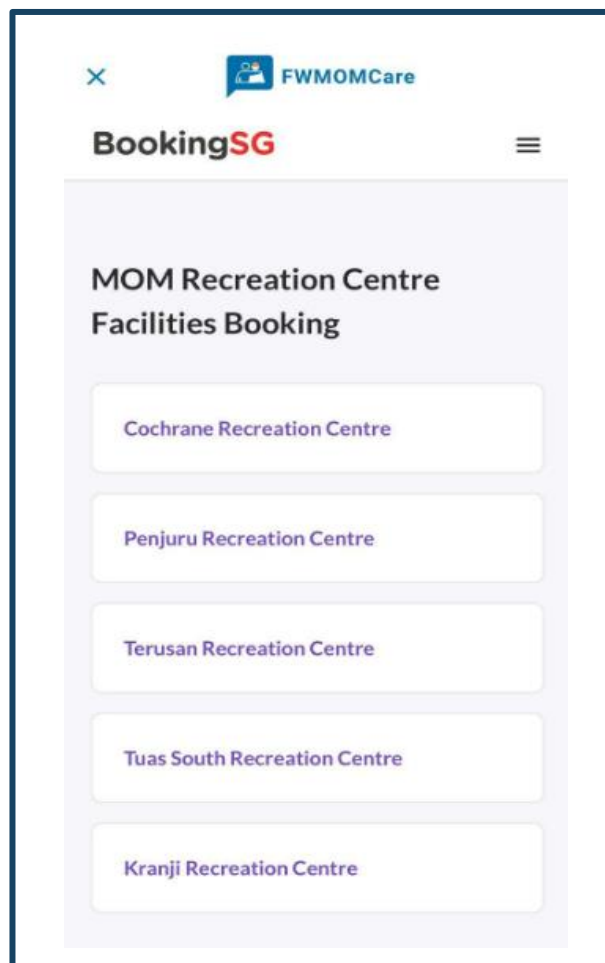 FWMOMCare
BookingSG
MOM Recreation Centre
Facilities Booking
Cochrane Recreation Centre
Penjuru Recreation Centre
Terusan Recreation Centre
Tuas South Recreation Centre
Kranji Recreation Centre